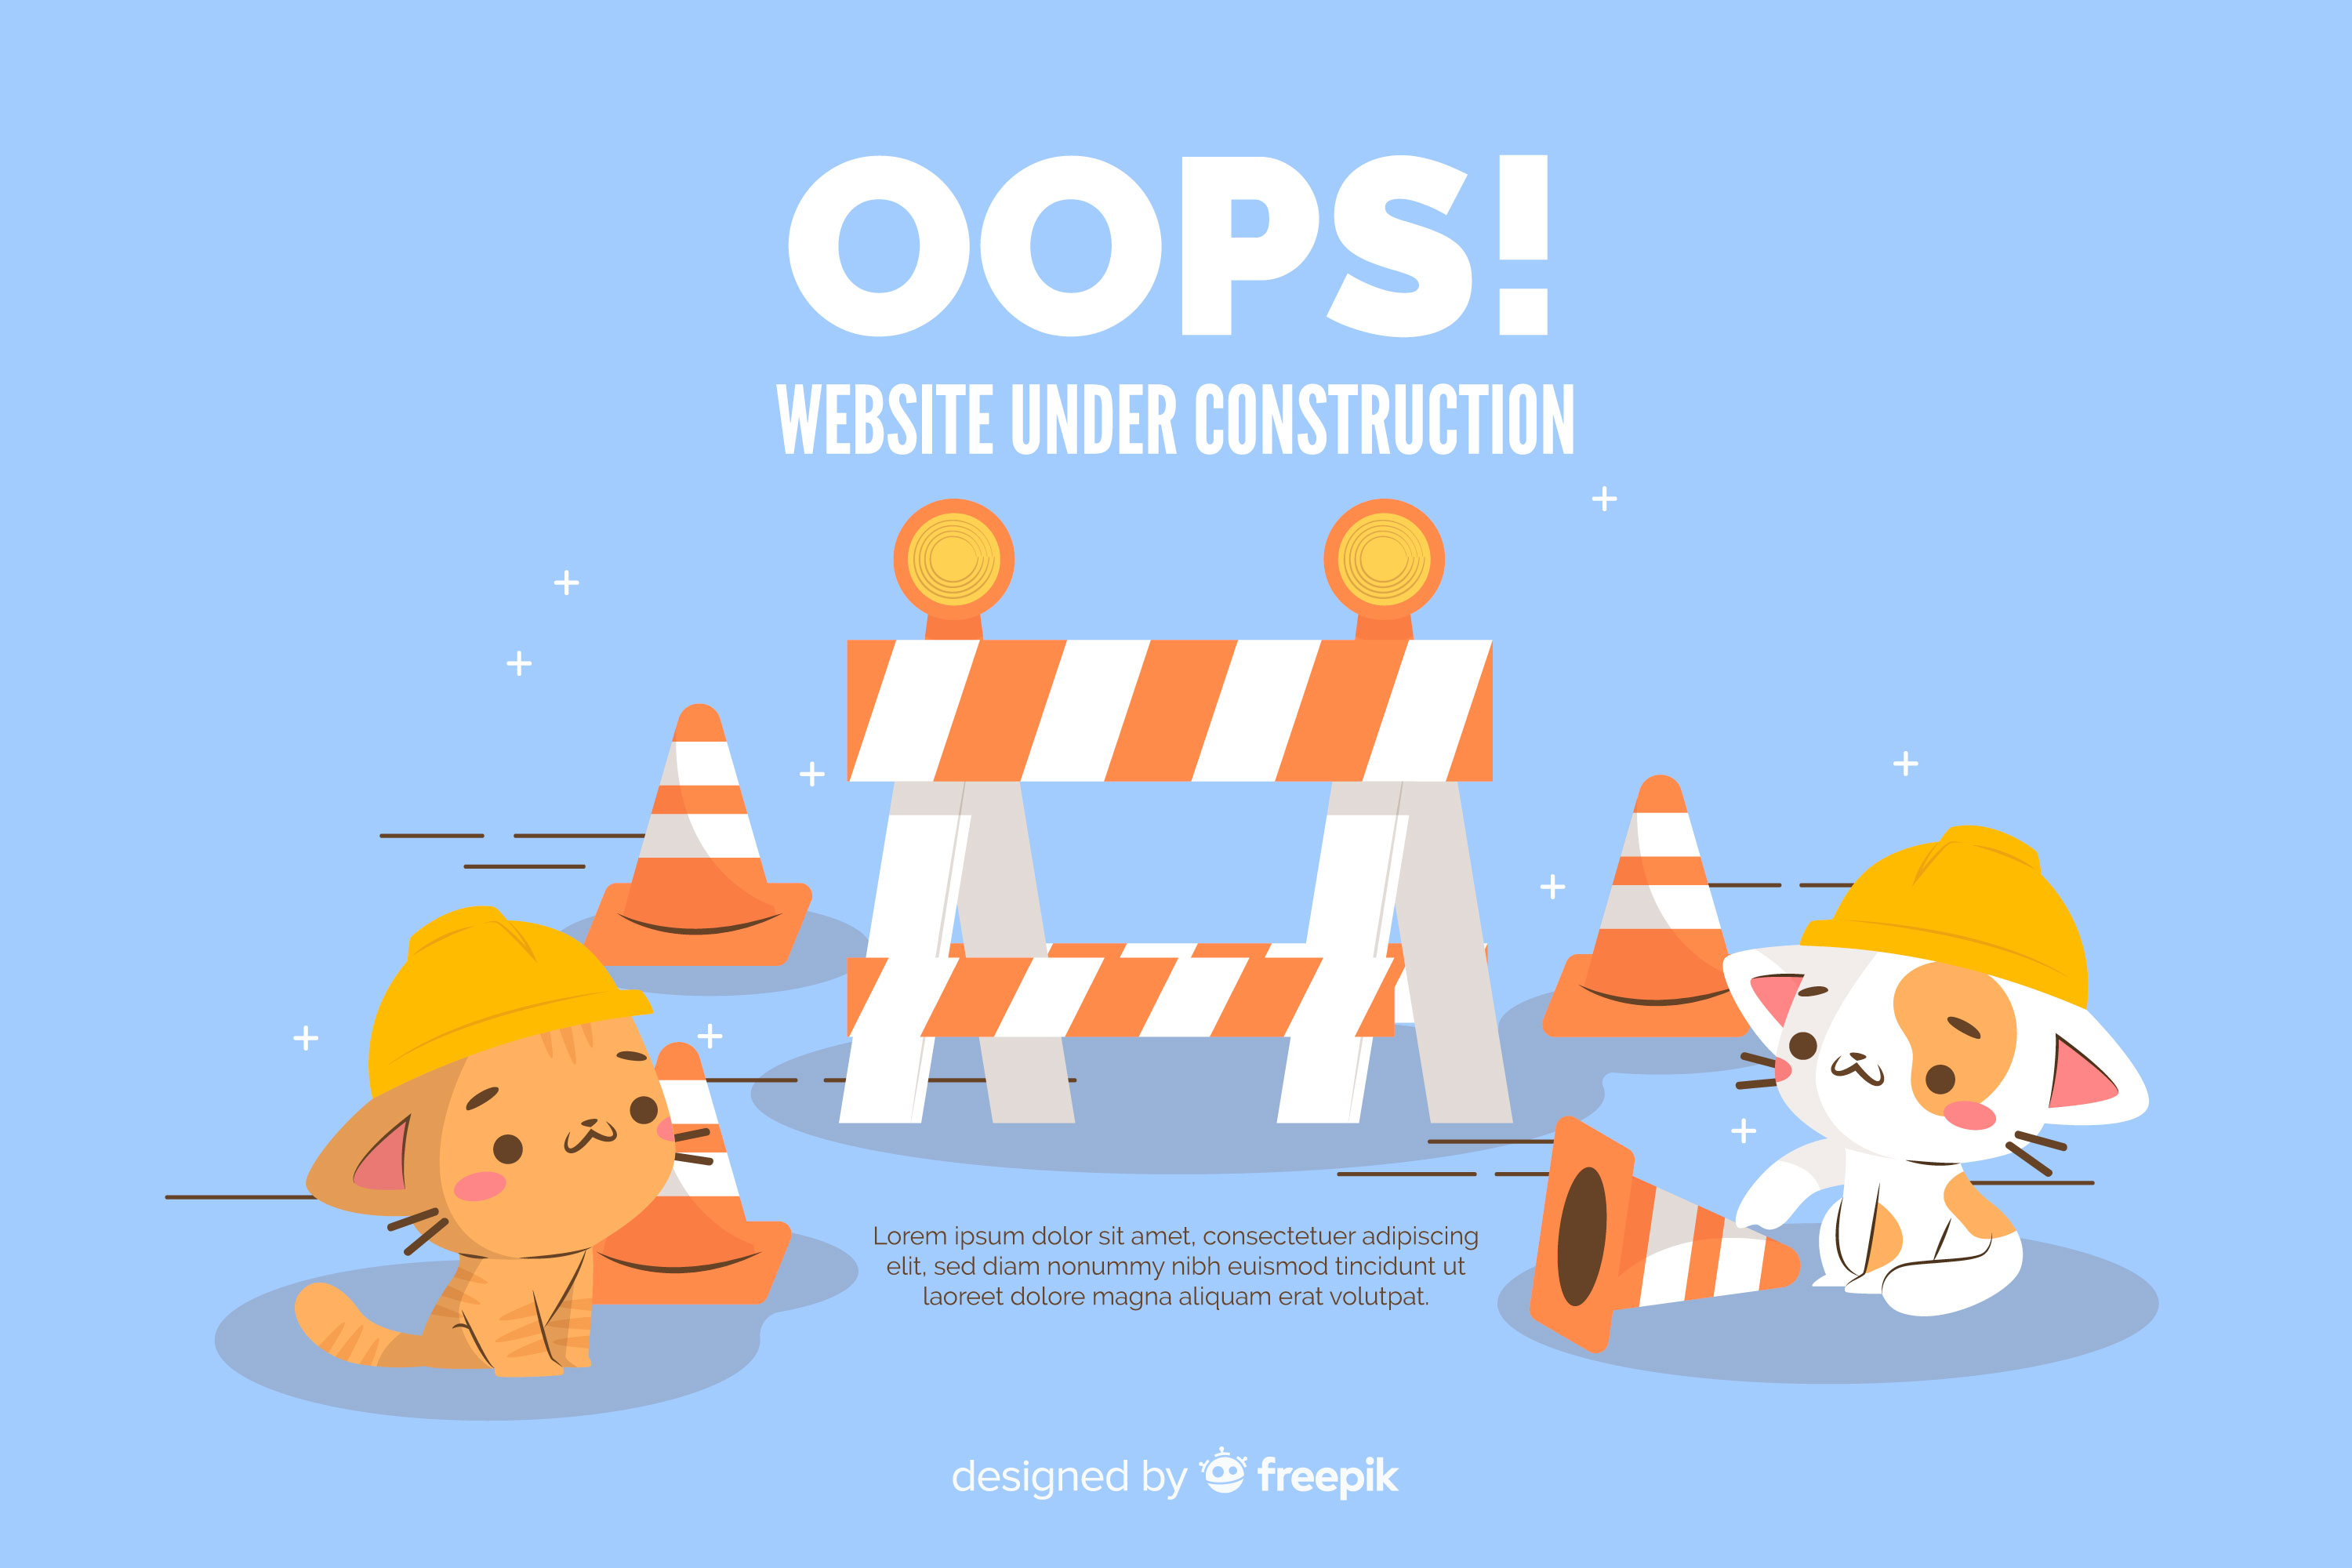 OOPS!
WEBSITE UNDER CONSTRUCTION
Lorem ipsum dolor sit amet, consectetuer adipiscing
elit, sed diam nonummy nibh euismod tincidunt ut
laoreet dolore magna aliquam erat volutpat.
designed by freepik